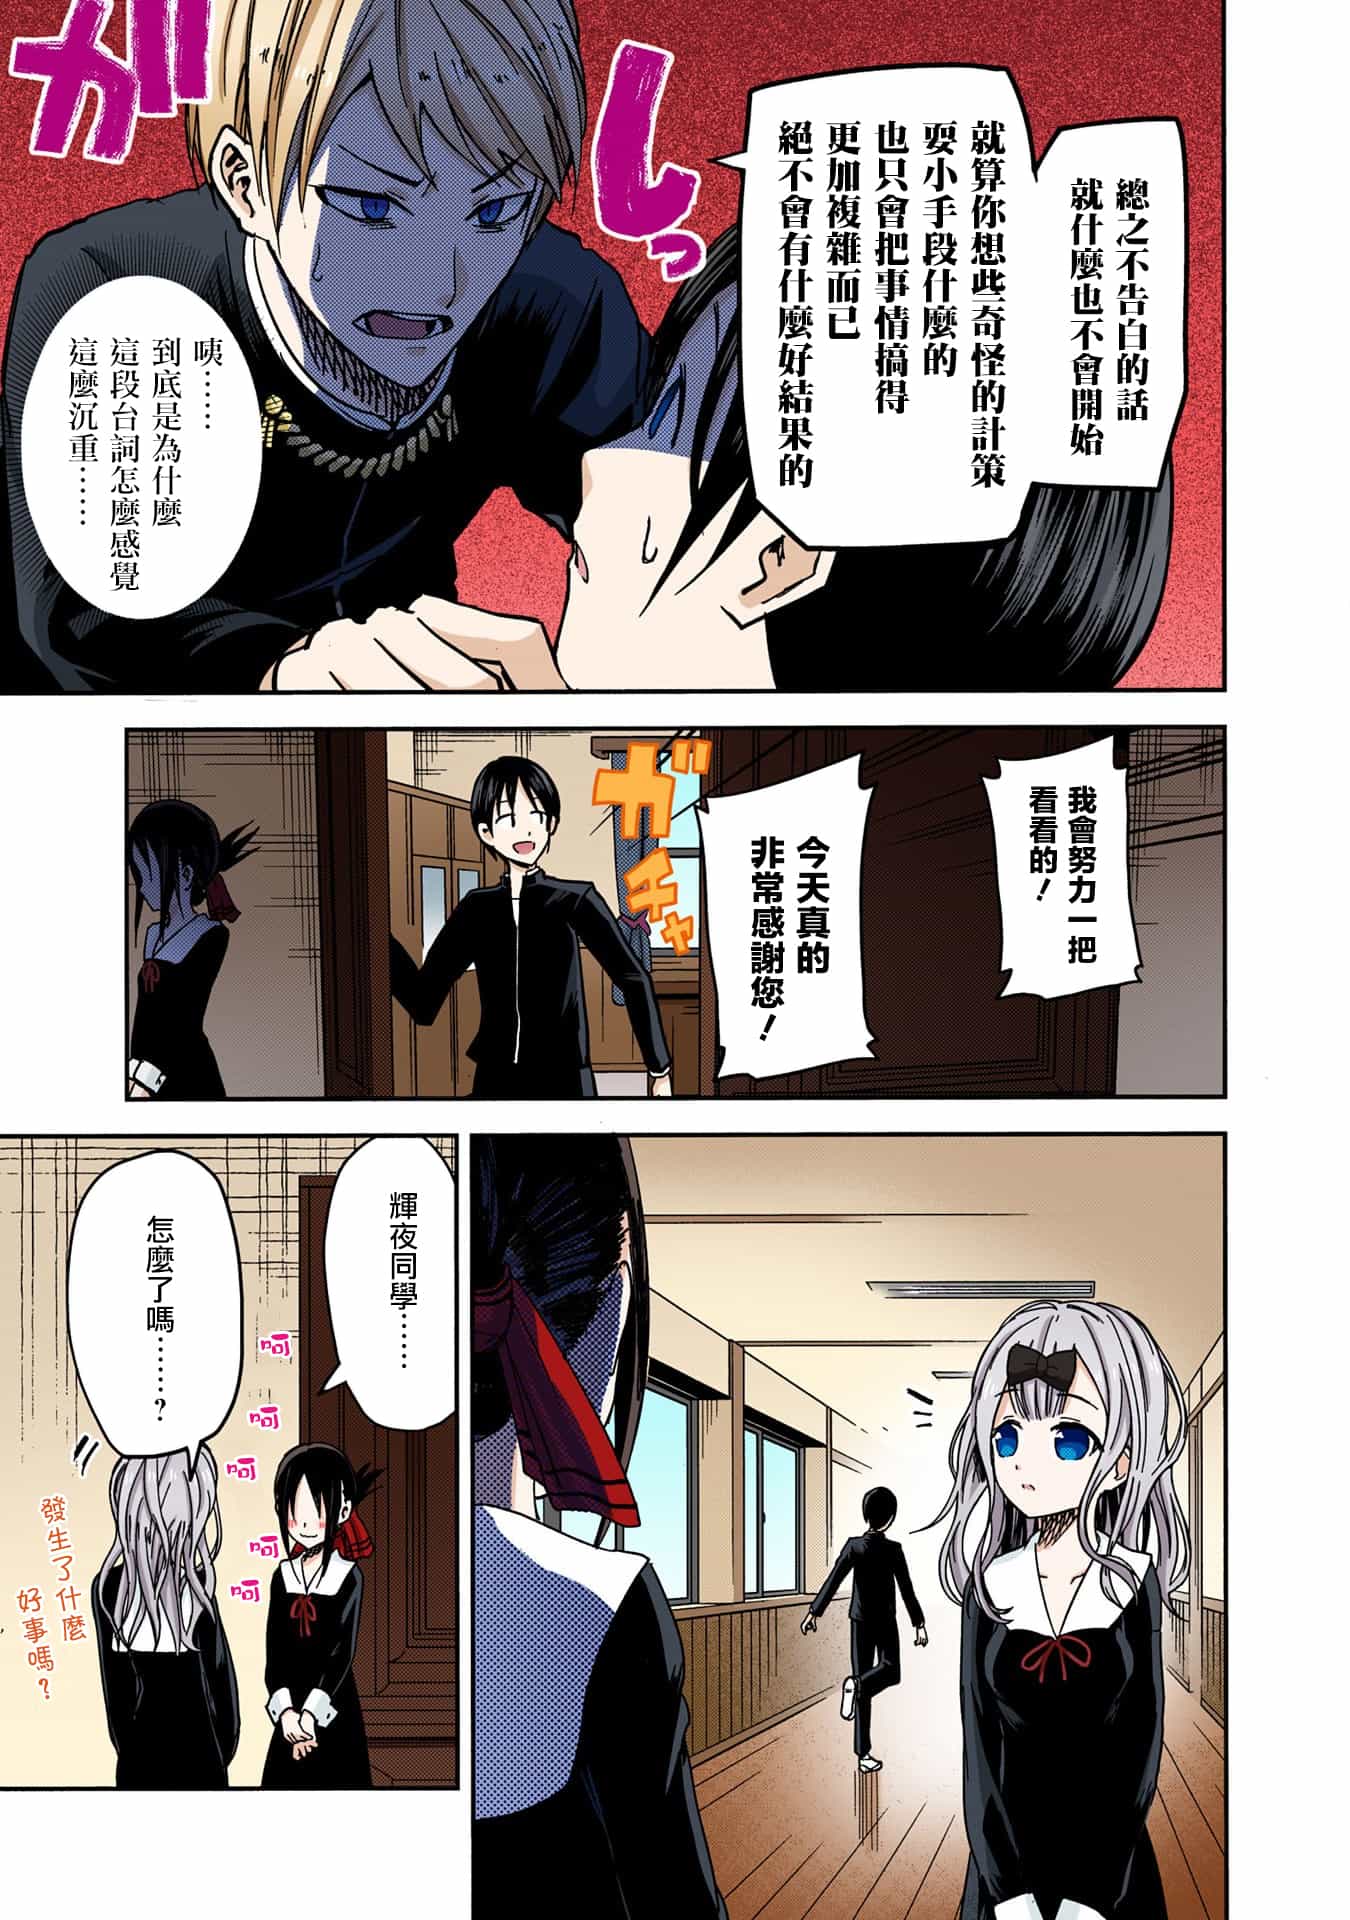 總之不告白的話
就什麼也不會開始
就算你想些奇怪的計策
耍小手段什麼的
也只會把事情搞得
更加複雜而已
絕不會有什麼好結果的
ガ
しっ
咦⋯⋯
到底是為什麼
這段台詞怎麼感覺
這麼沉重⋯⋯
我會努力一把
看看的！
今天真的
非常感謝您！
ガチャ
輝夜同學⋯⋯
怎麼了嗎⋯⋯？
呵
呵
呵
呵
呵
發生了什麼
好事嗎？